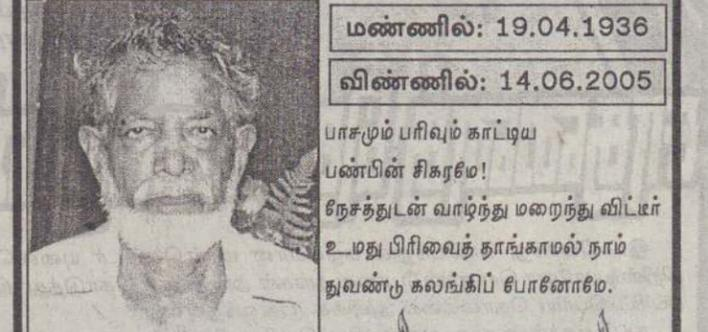 மண்ணில்: 19.04.1936
விண்ணில்: 14.06.2005
பாசமும் பரிவும் காட்டிய
பண்பின் சிகரமே!
நேசத்துடன் வாழ்ந்து மறைந்து விட்டீர்
உமது பிரிவைத் தாங்காமல் நாம்
துவண்டு கலங்கிப் போனோமே.